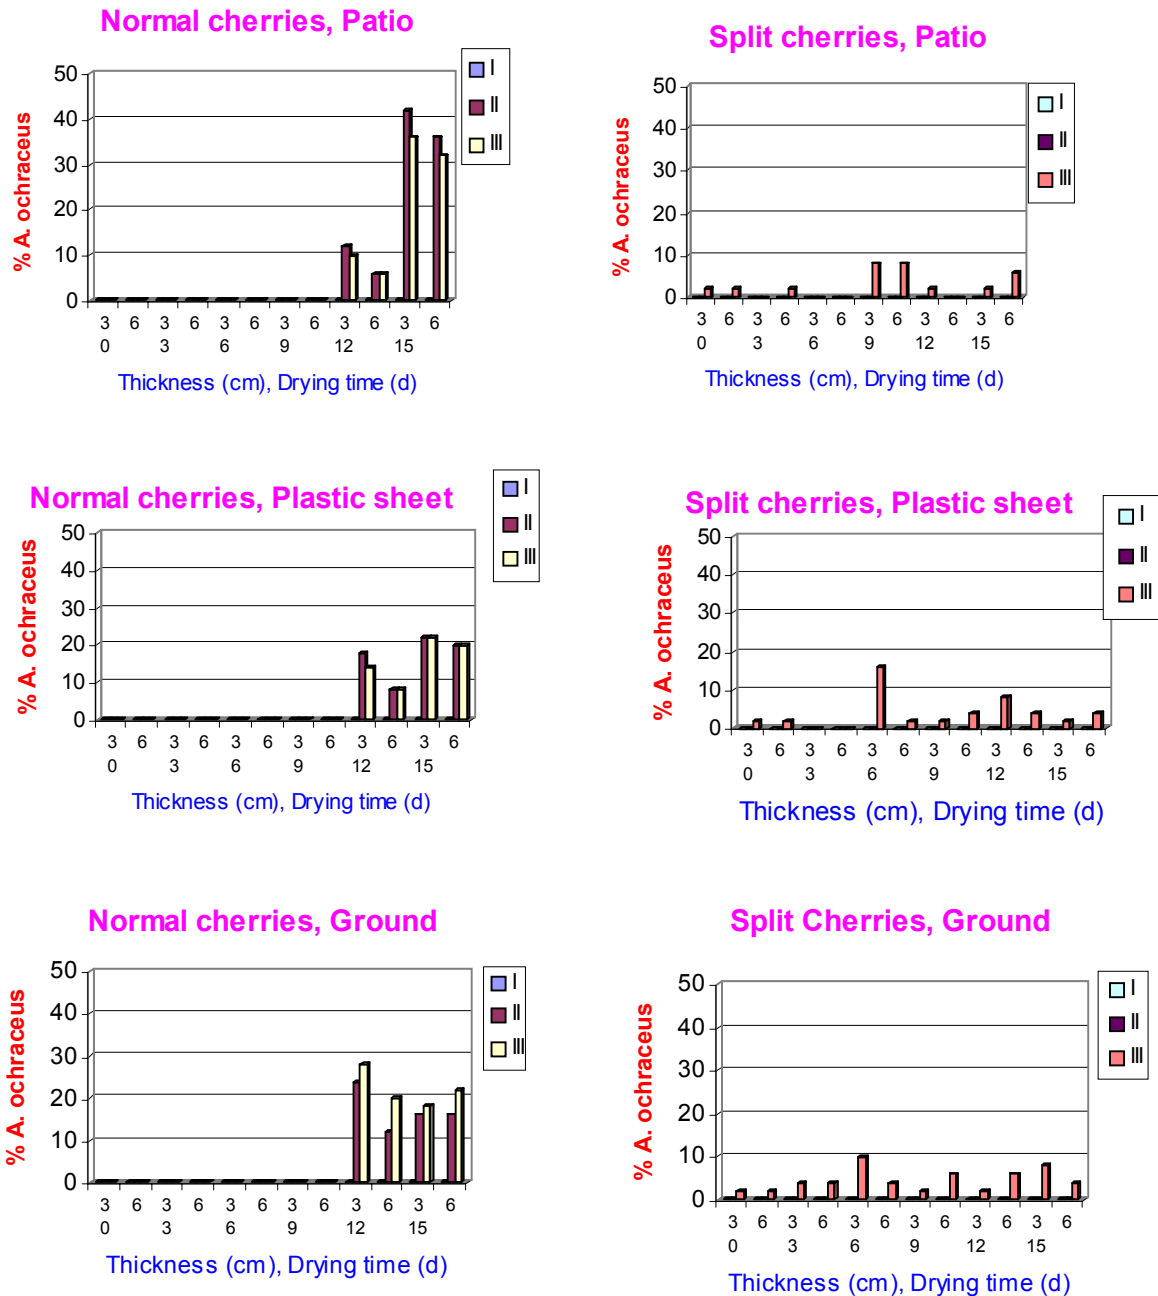 Normal cherries, Patio
I
II
III
% A. ochraceus
50
40
30
20
10
0
3 6 3 6 3 6 3 6 3 6 3 6
0 3 6 9 12 15
Thickness (cm), Drying time (d)
Split cherries, Patio
I
II
III
% A. ochraceus
50
40
30
20
10
0
3 6 3 6 3 6 3 6 3 6 3 6
0 3 6 9 12 15
Thickness (cm), Drying time (d)
Normal cherries, Plastic sheet
I
II
III
% A. ochraceus
50
40
30
20
10
0
3 6 3 6 3 6 3 6 3 6 3 6
0 3 6 9 12 15
Thickness (cm), Drying time (d)
Split cherries, Plastic sheet
I
II
III
% A. ochraceus
50
40
30
20
10
0
3 6 3 6 3 6 3 6 3 6 3 6
0 3 6 9 12 15
Thickness (cm), Drying time (d)
Normal cherries, Ground
I
II
III
% A. ochraceus
50
40
30
20
10
0
3 6 3 6 3 6 3 6 3 6 3 6
0 3 6 9 12 15
Thickness (cm), Drying time (d)
Split Cherries, Ground
I
II
III
% A. ochraceus
50
40
30
20
10
0
3 6 3 6 3 6 3 6 3 6 3 6
0 3 6 9 12 15
Thickness (cm), Drying time (d)